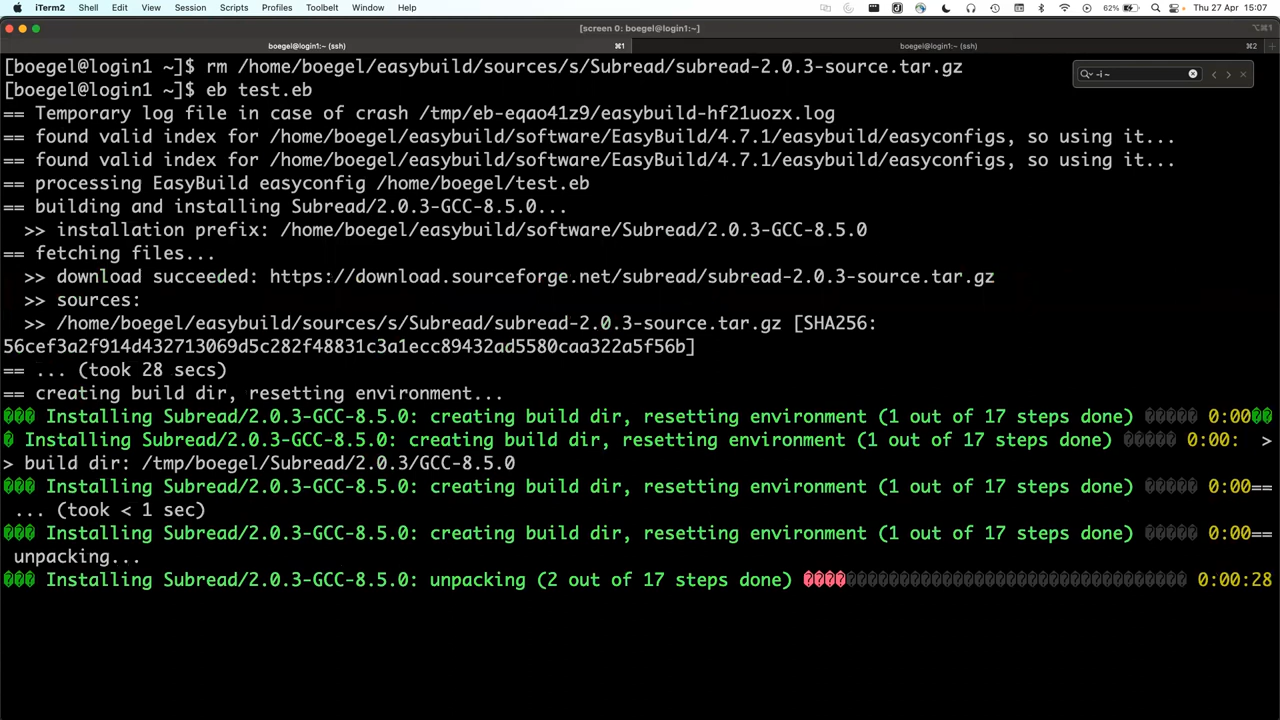 iTerm2 Shell Edit View Session Scripts Profiles Toolbelt Window Help 62% Thu 27 Apr 15:07
[screen 0: boegel@login1:~] ⌥⌘1
boegel@login1:~ (ssh) ⌘1 boegel@login1:~ (ssh) ⌘2
-i ~
[boegel@login1 ~]$ rm /home/boegel/easybuild/sources/s/Subread/subread-2.0.3-source.tar.gz
[boegel@login1 ~]$ eb test.eb
== Temporary log file in case of crash /tmp/eb-eqao41z9/easybuild-hf21uozx.log
== found valid index for /home/boegel/easybuild/software/EasyBuild/4.7.1/easybuild/easyconfigs, so using it...
== found valid index for /home/boegel/easybuild/software/EasyBuild/4.7.1/easybuild/easyconfigs, so using it...
== processing EasyBuild easyconfig /home/boegel/test.eb
== building and installing Subread/2.0.3-GCC-8.5.0...
  >> installation prefix: /home/boegel/easybuild/software/Subread/2.0.3-GCC-8.5.0
== fetching files...
  >> download succeeded: https://download.sourceforge.net/subread/subread-2.0.3-source.tar.gz
  >> sources:
  >> /home/boegel/easybuild/sources/s/Subread/subread-2.0.3-source.tar.gz [SHA256:
56cef3a2f914d432713069d5c282f48831c3a1ecc89432ad5580caa322a5f56b]
== ... (took 28 secs)
== creating build dir, resetting environment...
��� Installing Subread/2.0.3-GCC-8.5.0: creating build dir, resetting environment (1 out of 17 steps done) ����� 0:00��
� Installing Subread/2.0.3-GCC-8.5.0: creating build dir, resetting environment (1 out of 17 steps done) ����� 0:00:  >
> build dir: /tmp/boegel/Subread/2.0.3/GCC-8.5.0
��� Installing Subread/2.0.3-GCC-8.5.0: creating build dir, resetting environment (1 out of 17 steps done) ����� 0:00==
 ... (took < 1 sec)
��� Installing Subread/2.0.3-GCC-8.5.0: creating build dir, resetting environment (1 out of 17 steps done) ����� 0:00==
 unpacking...
��� Installing Subread/2.0.3-GCC-8.5.0: unpacking (2 out of 17 steps done) ������������������������������������ 0:00:28